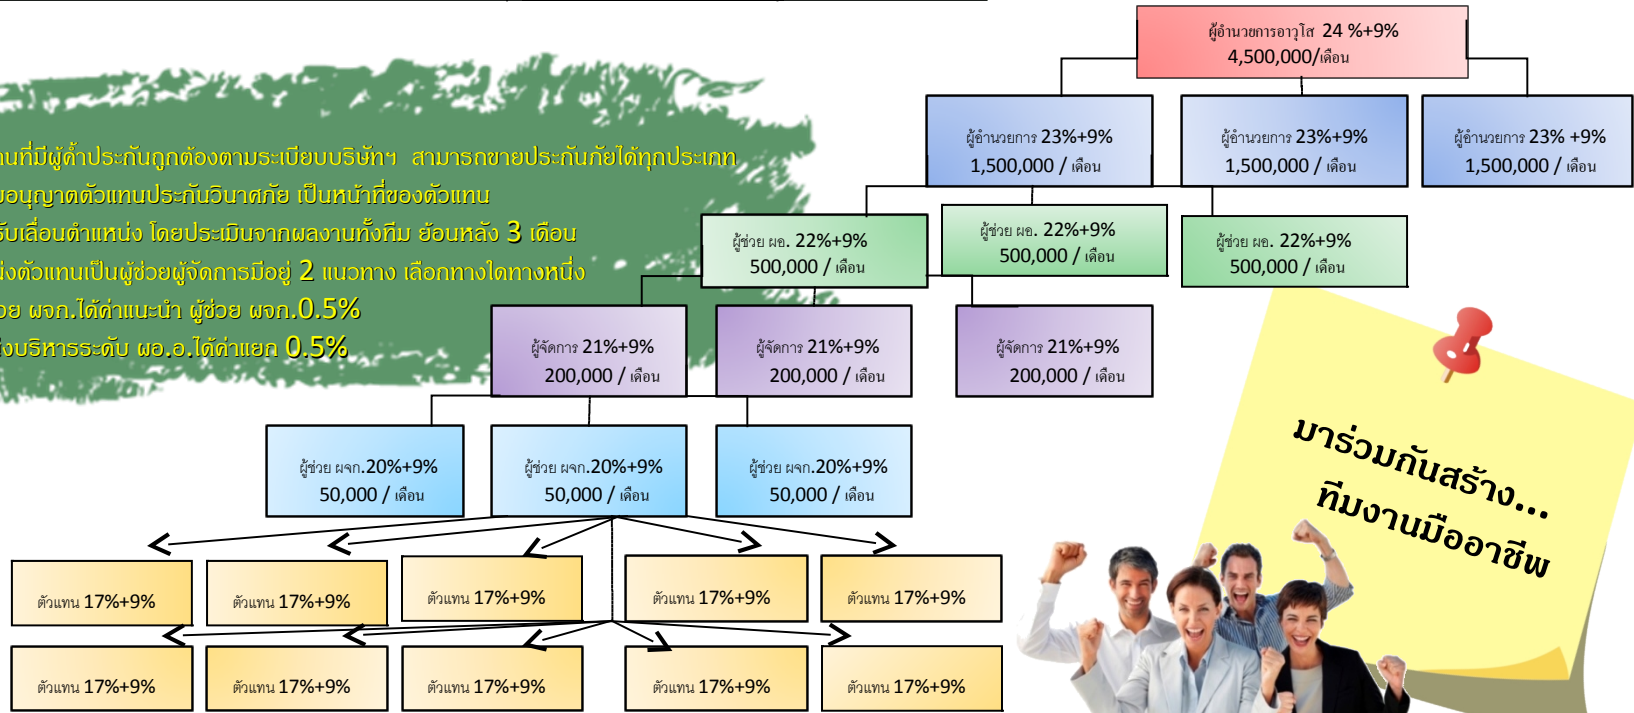 ผู้อำนวยการอาวุโส 24 %+9%
4,500,000/เดือน
ผู้อำนวยการ 23%+9%
1,500,000 / เดือน
ผู้อำนวยการ 23%+9%
1,500,000 / เดือน
ผู้อำนวยการ 23% +9%
1,500,000 / เดือน
านที่มีผู้ค้ำประกันถูกต้องตามระเบียบบริษัทฯ สามารถขายประกันภัยได้ทุกประเภท
บอนุญาตตัวแทนประกันวินาศภัย เป็นหน้าที่ของตัวแทน
รับเลื่อนตำแหน่ง โดยประเมินจากผลงานทั้งทีม ย้อนหลัง 3 เดือน
น่งตัวแทนเป็นผู้ช่วยผู้จัดการมีอยู่ 2 แนวทาง เลือกทางใดทางหนึ่ง
วย ผจก.ได้ค่าแนะนำ ผู้ช่วย ผจก.0.5%
่งบริหารระดับ ผอ.อ.ได้ค่าแยก 0.5%
ผู้ช่วย ผอ. 22%+9%
500,000 / เดือน
ผู้ช่วย ผอ. 22%+9%
500,000 / เดือน
ผู้ช่วย ผอ. 22%+9%
500,000 / เดือน
ผู้จัดการ 21%+9%
200,000 / เดือน
ผู้จัดการ 21%+9%
200,000 / เดือน
ผู้จัดการ 21%+9%
200,000 / เดือน
ผู้ช่วย ผจก.20%+9%
50,000 / เดือน
ผู้ช่วย ผจก.20%+9%
50,000 / เดือน
ผู้ช่วย ผจก.20%+9%
50,000 / เดือน
มาร่วมกันสร้าง...
ทีมงานมืออาชีพ
ตัวแทน 17%+9%
ตัวแทน 17%+9%
ตัวแทน 17%+9%
ตัวแทน 17%+9%
ตัวแทน 17%+9%
ตัวแทน 17%+9%
ตัวแทน 17%+9%
ตัวแทน 17%+9%
ตัวแทน 17%+9%
ตัวแทน 17%+9%